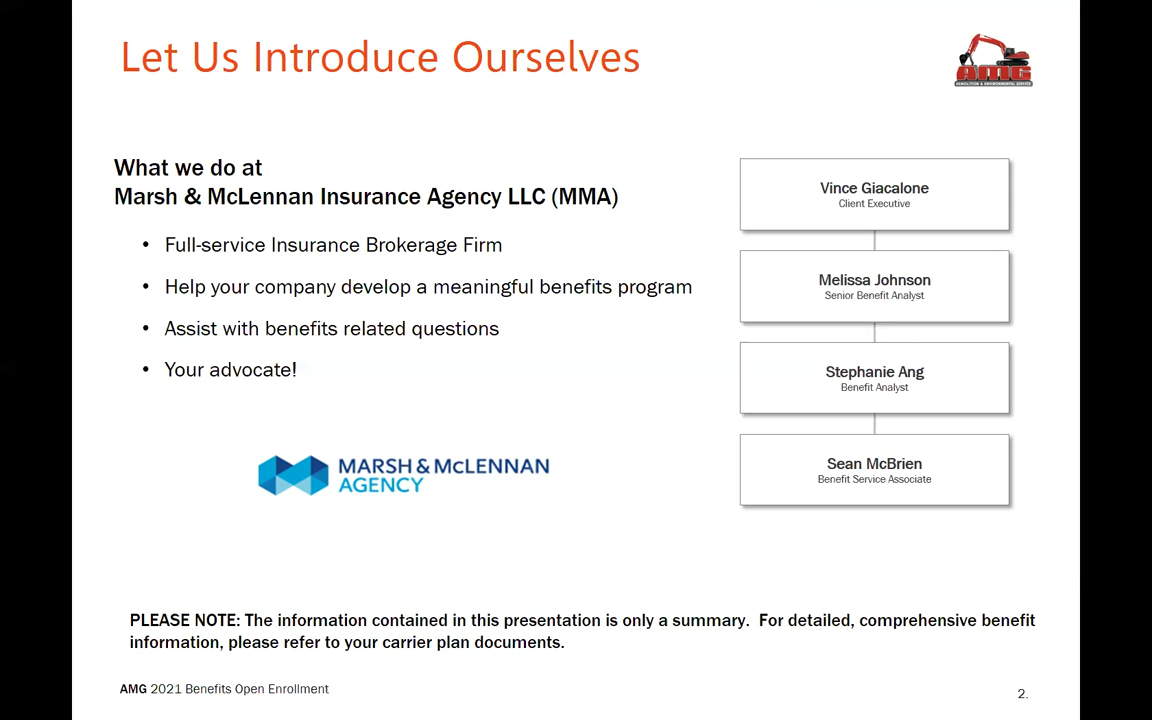 Let Us Introduce Ourselves
AMG
What we do at
Marsh & McLennan Insurance Agency LLC (MMA)
• Full-service Insurance Brokerage Firm
• Help your company develop a meaningful benefits program
• Assist with benefits related questions
• Your advocate!
MARSH & McLENNAN
AGENCY
Vince Giacalone
Client Executive
Melissa Johnson
Senior Benefit Analyst
Stephanie Ang
Benefit Analyst
Sean McBrien
Benefit Service Associate
PLEASE NOTE: The information contained in this presentation is only a summary.  For detailed, comprehensive benefit
information, please refer to your carrier plan documents.
AMG 2021 Benefits Open Enrollment
2.